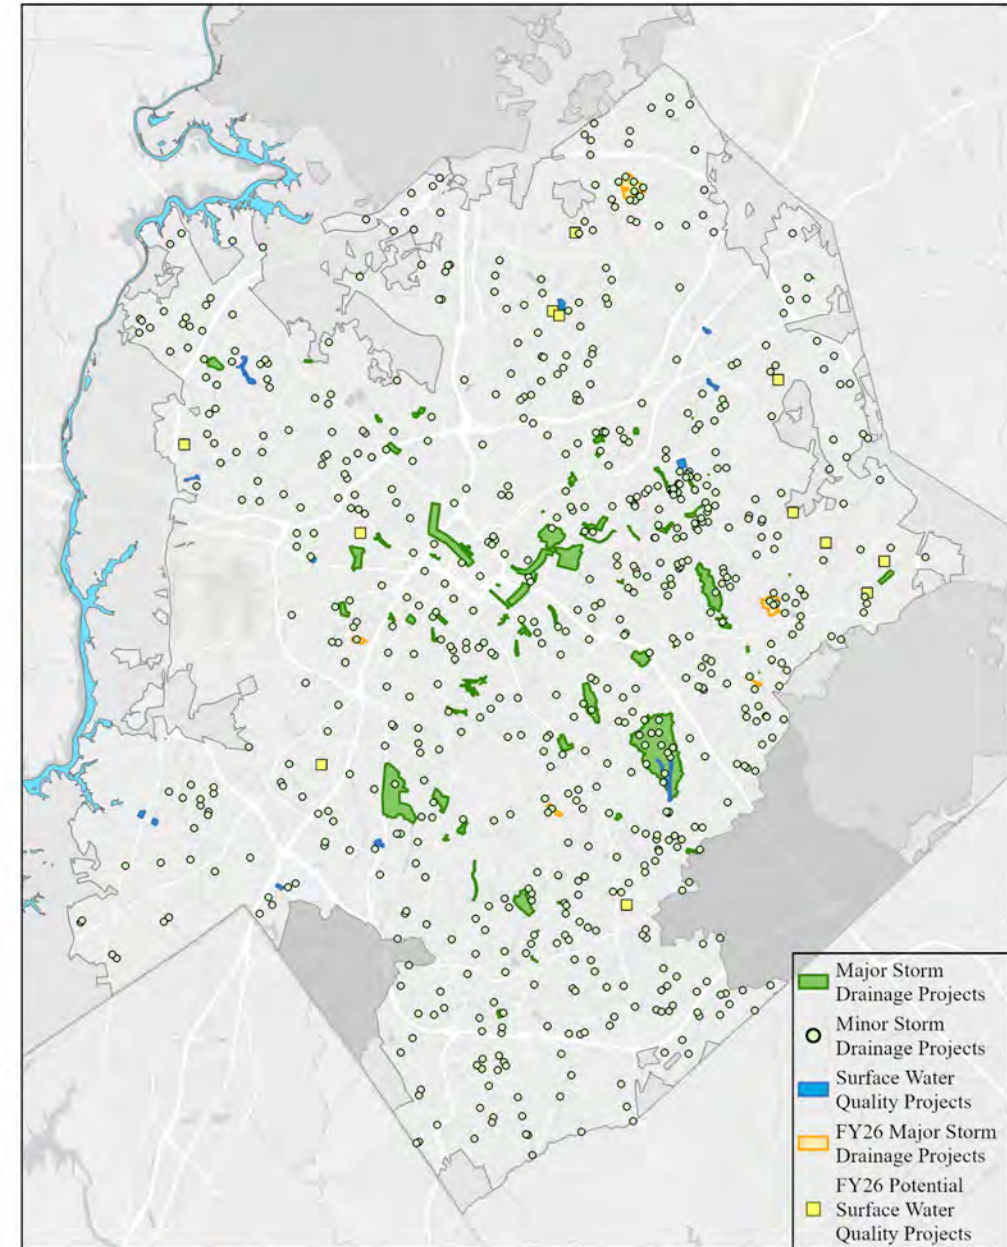 Major Storm
Drainage Projects
Minor Storm
Drainage Projects
Surface Water
Quality Projects
FY26 Major Storm
Drainage Projects
FY26 Potential
Surface Water
Quality Projects